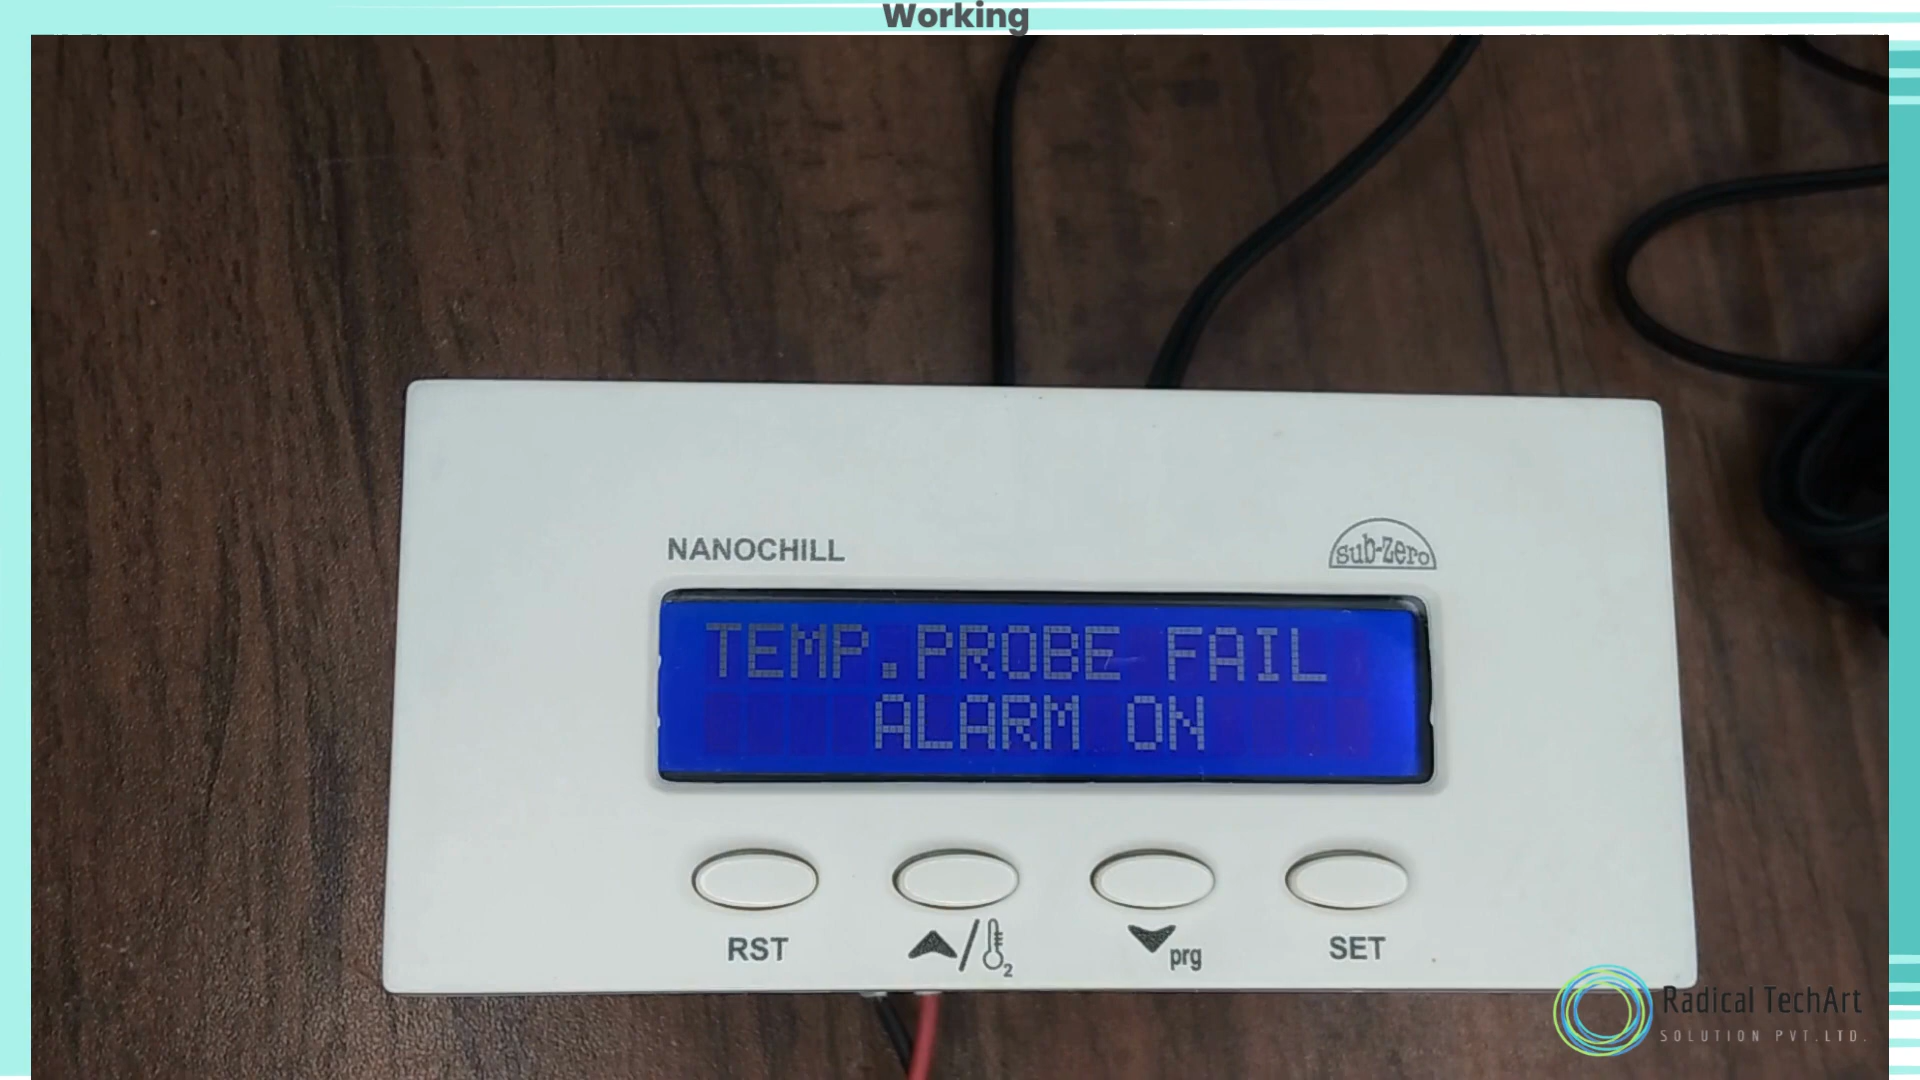 Working
NANOCHILL
sub-zero
TEMP.PROBE FAIL
ALARM ON
RST
2
prg
SET
Radical TechArt
SOLUTION PVT.LTD.